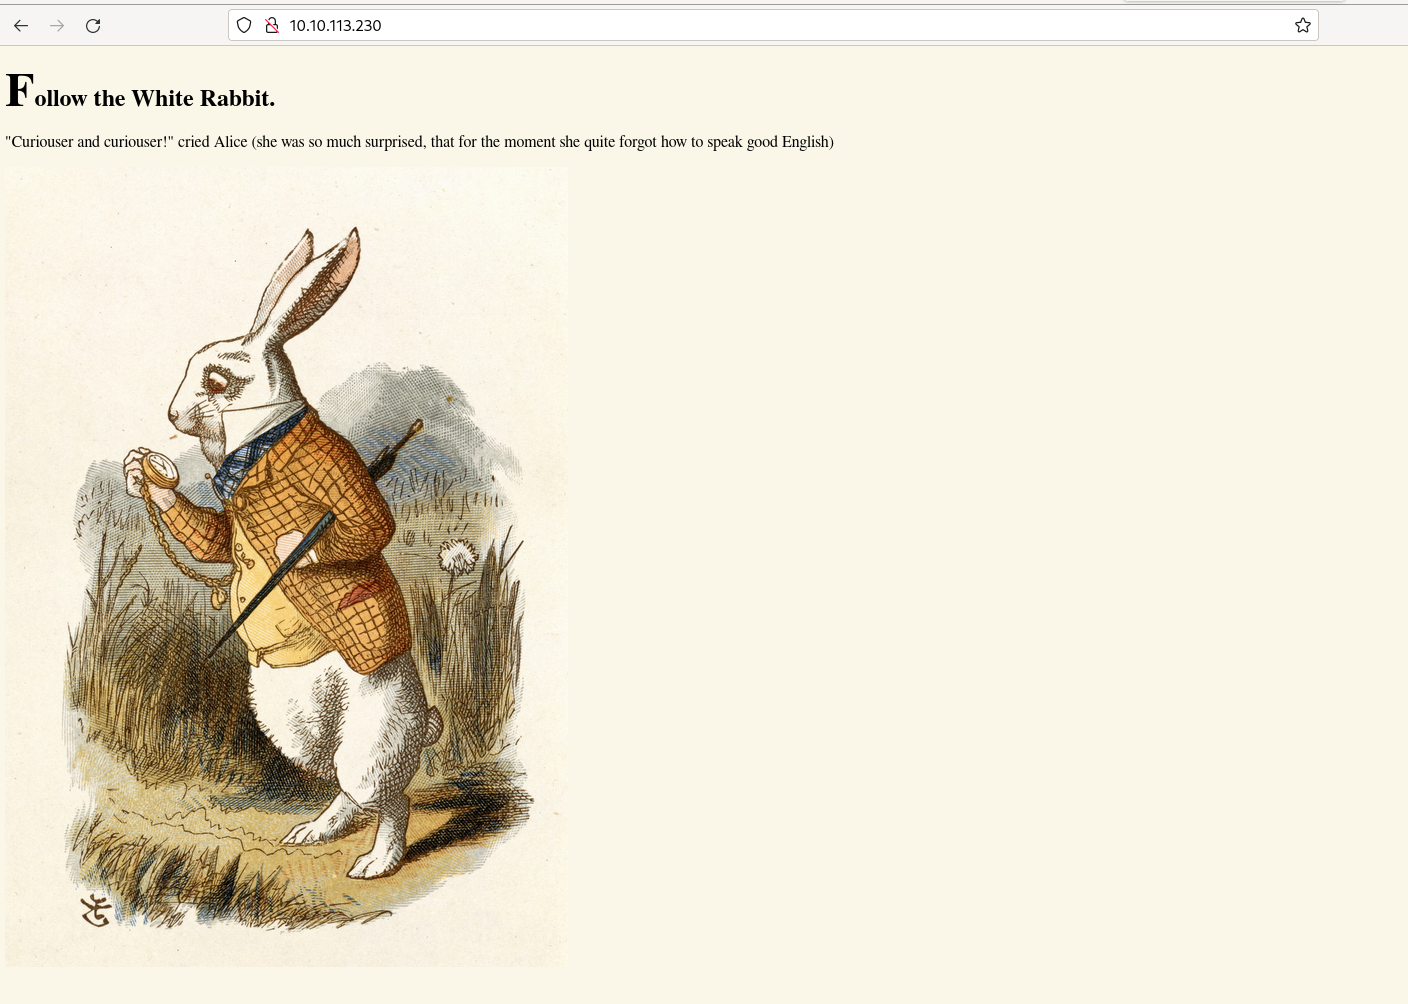 10.10.113.230
Follow the White Rabbit.
"Curiouser and curiouser!" cried Alice (she was so much surprised, that for the moment she quite forgot how to speak good English)